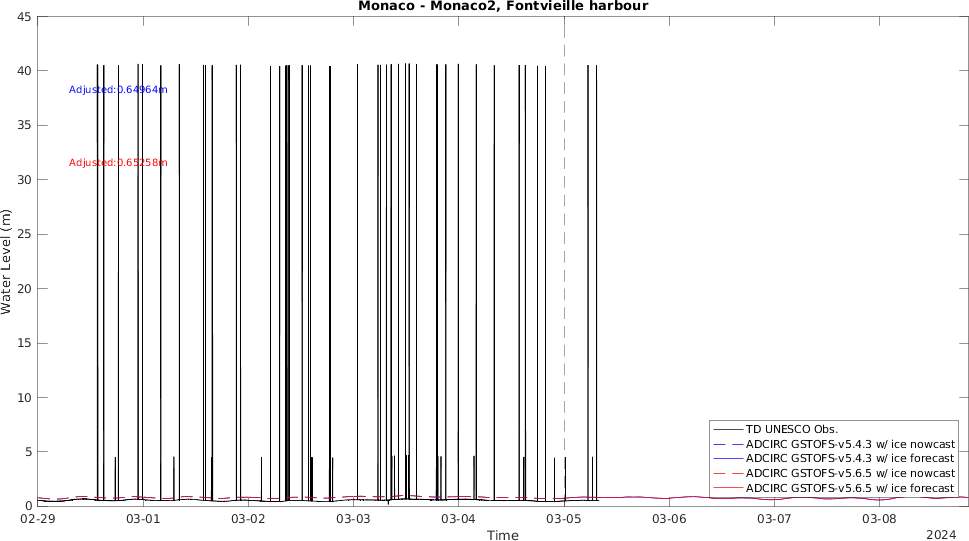 Monaco - Monaco2, Fontvieille harbour
45
40
35
30
25
20
15
10
5
0
Water Level (m)
Adjusted:0.64964m
Adjusted:0.65258m
TD UNESCO Obs.
ADCIRC GSTOFS-v5.4.3 w/ ice nowcast
ADCIRC GSTOFS-v5.4.3 w/ ice forecast
ADCIRC GSTOFS-v5.6.5 w/ ice nowcast
ADCIRC GSTOFS-v5.6.5 w/ ice forecast
02-29 03-01 03-02 03-03 03-04 03-05 03-06 03-07 03-08
Time
2024